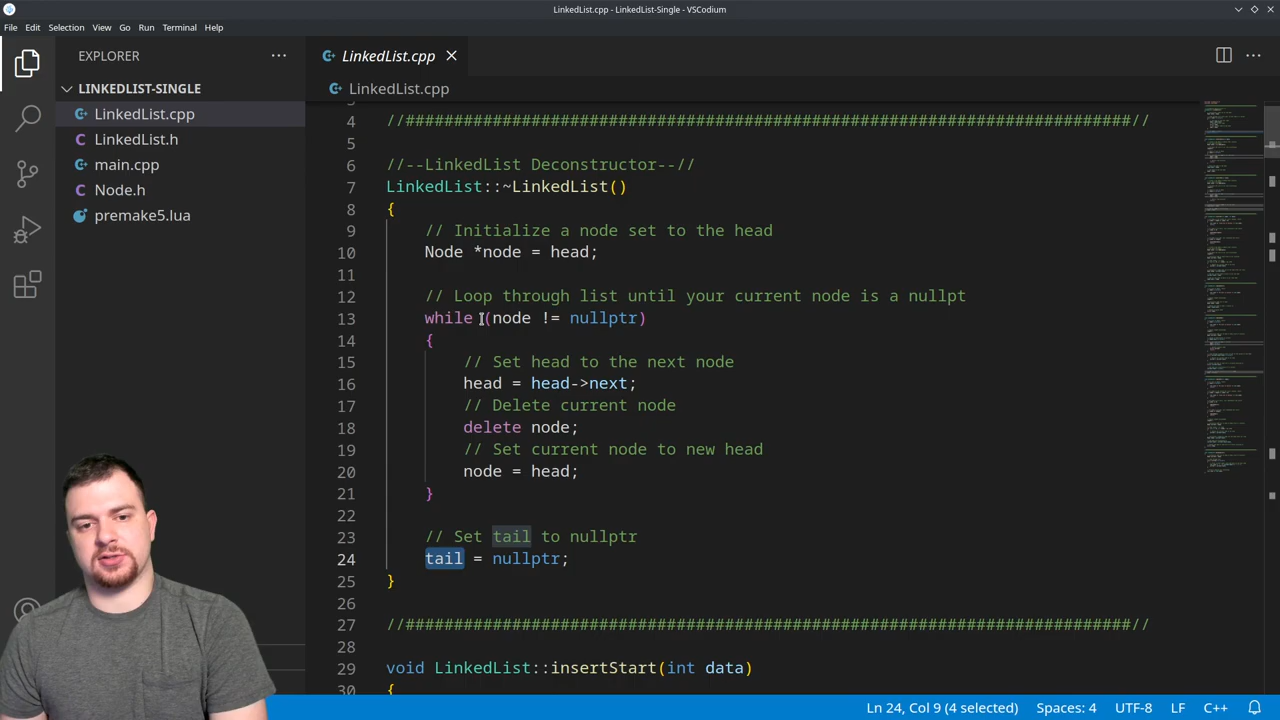 LinkedList.cpp - LinkedList-Single - VSCodium
File Edit Selection View Go Run Terminal Help
EXPLORER
LINKEDLIST-SINGLE
LinkedList.cpp
LinkedList.h
main.cpp
Node.h
premake5.lua
LinkedList.cpp
LinkedList.cpp
4 //############################################################################//
5
6 //--LinkedList Deconstructor--//
7 LinkedList::~LinkedList()
8 {
9 // Initialize a node set to the head
10 Node *node = head;
11
12 // Loop through list until your current node is a nullpt
13 while (node != nullptr)
14 {
15 // Set head to the next node
16 head = head->next;
17 // Delete current node
18 delete node;
19 // Set current node to new head
20 node = head;
21 }
22
23 // Set tail to nullptr
24 tail = nullptr;
25 }
26
27 //############################################################################//
28
29 void LinkedList::insertStart(int data)
30 {
Ln 24, Col 9 (4 selected) Spaces: 4 UTF-8 LF C++